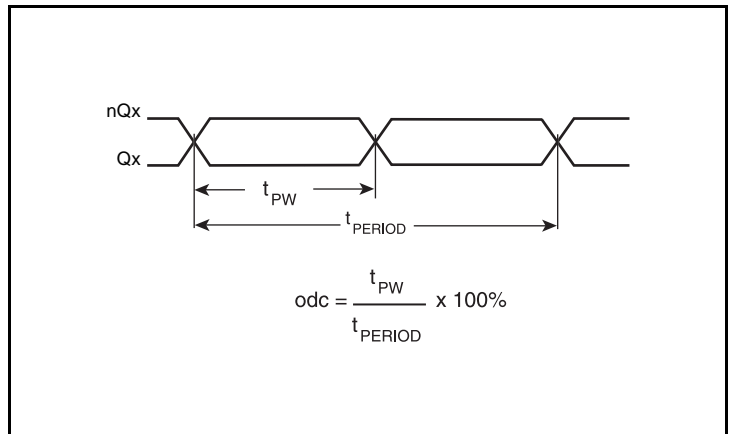 nQx
Qx
tPW
tPERIOD
odc = tPW / tPERIOD x 100%